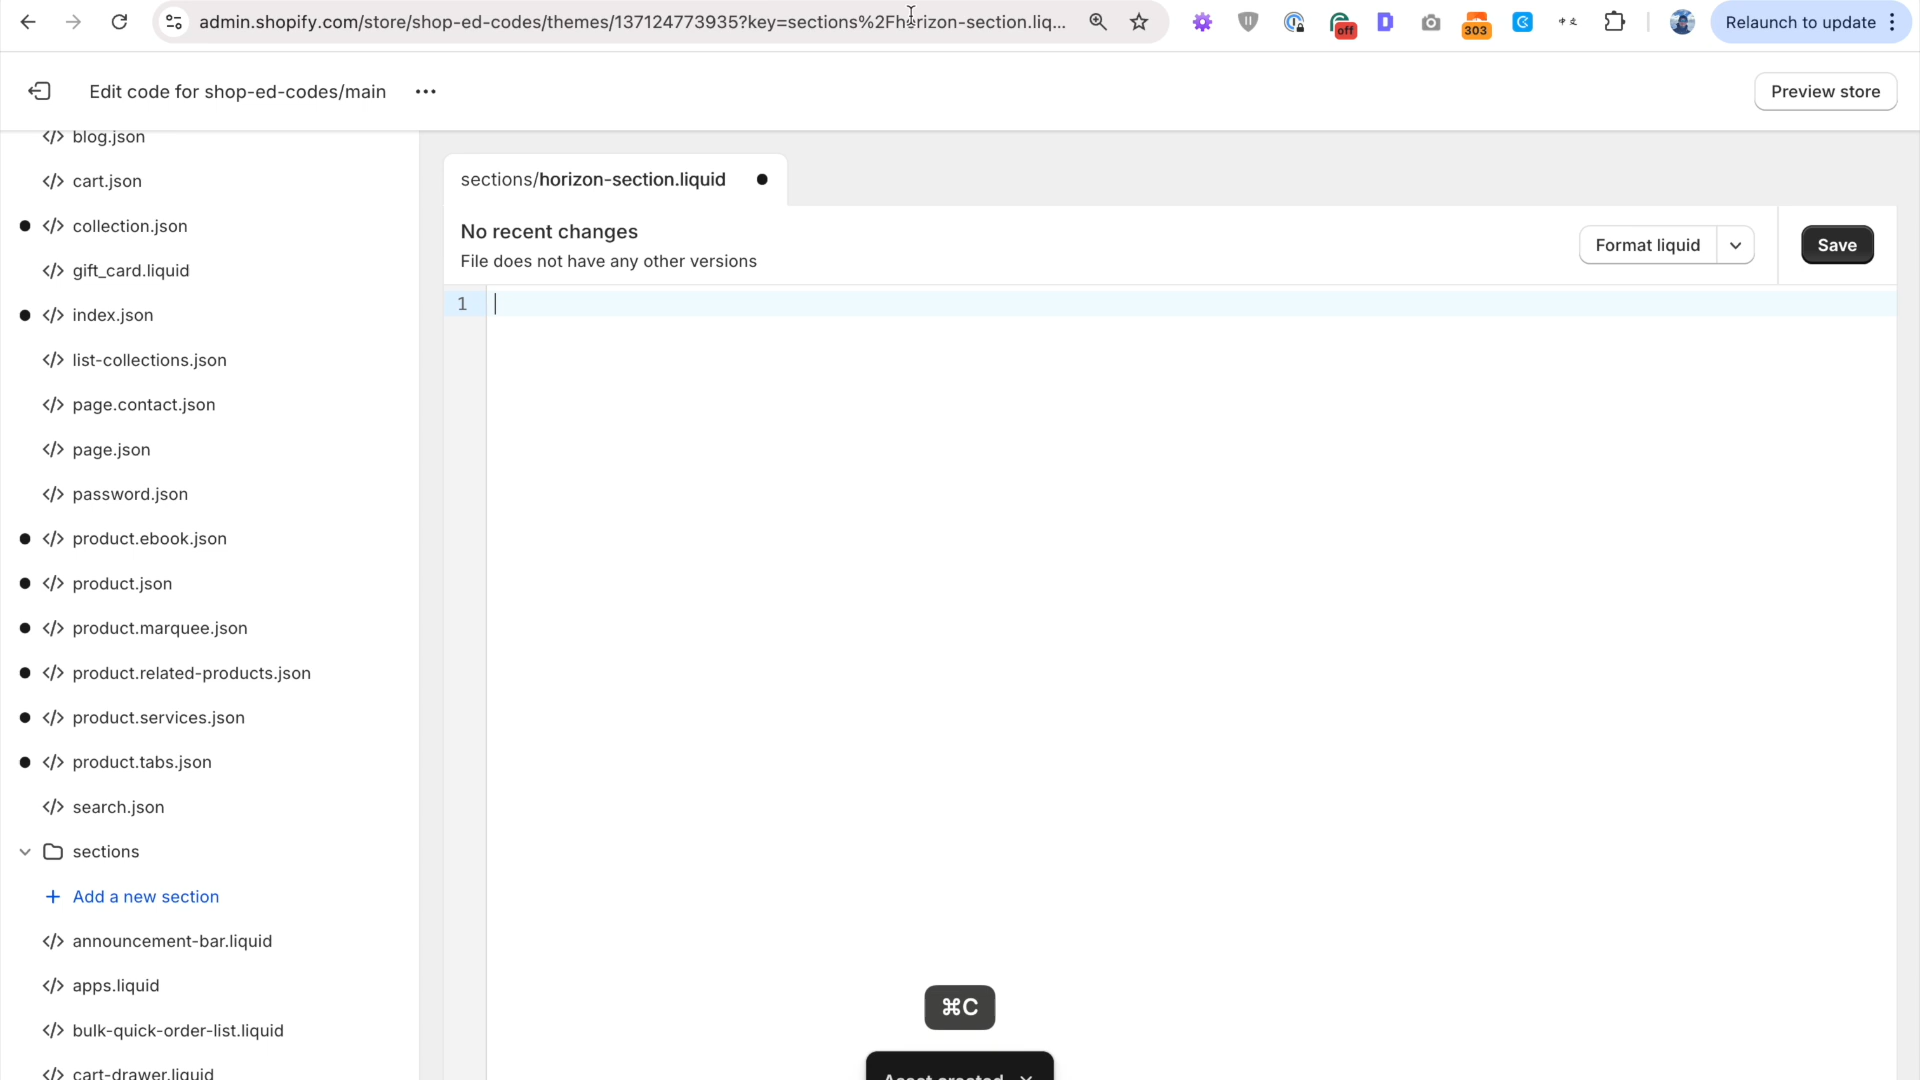 admin.shopify.com/store/shop-ed-codes/themes/137124773935?key=sections%2Fhorizon-section.liq...
off
303
Relaunch to update
Edit code for shop-ed-codes/main
Preview store
blog.json
cart.json
collection.json
gift_card.liquid
index.json
list-collections.json
page.contact.json
page.json
password.json
product.ebook.json
product.json
product.marquee.json
product.related-products.json
product.services.json
product.tabs.json
search.json
sections
Add a new section
announcement-bar.liquid
apps.liquid
bulk-quick-order-list.liquid
cart-drawer.liquid
sections/horizon-section.liquid
No recent changes
File does not have any other versions
Format liquid
Save
1
⌘C
Asset created